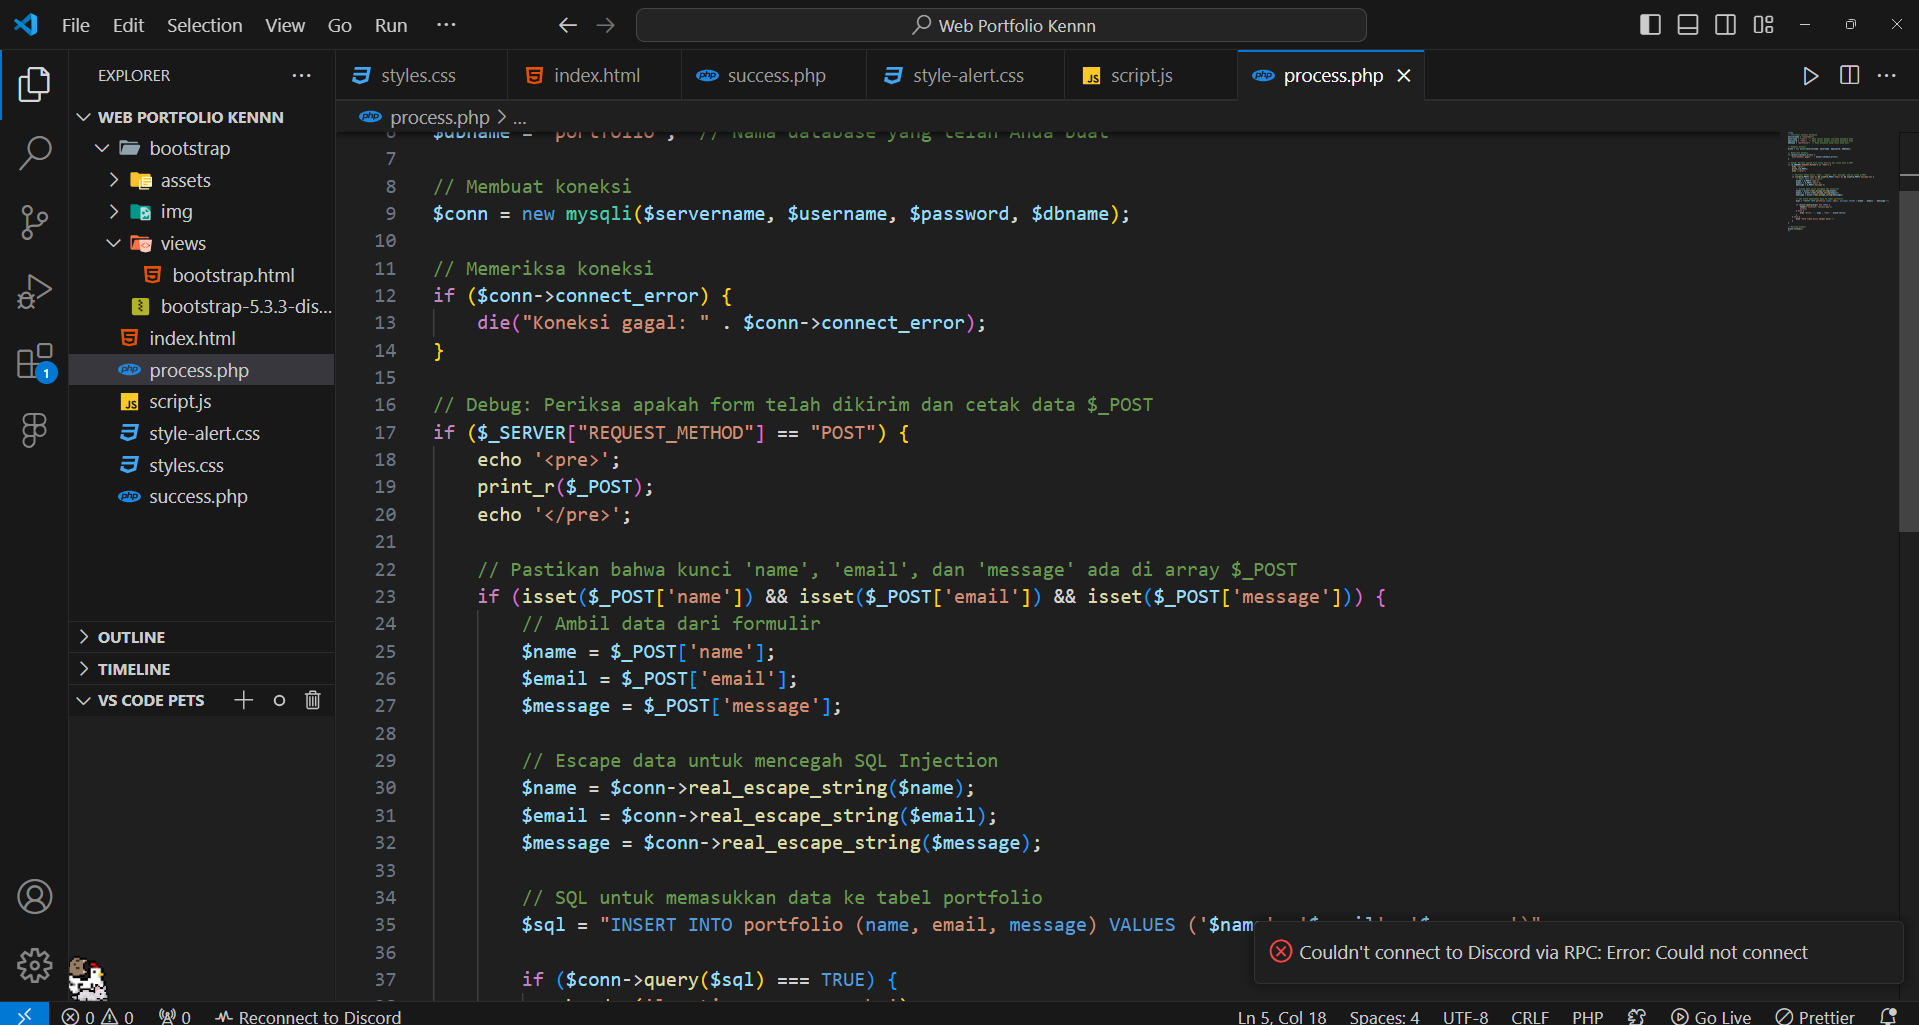 File Edit Selection View Go Run ···
Web Portfolio Kennn
EXPLORER
WEB PORTFOLIO KENNN
bootstrap
assets
img
views
bootstrap.html
bootstrap-5.3.3-dis...
index.html
process.php
script.js
style-alert.css
styles.css
success.php
OUTLINE
TIMELINE
VS CODE PETS
1
styles.css index.html success.php style-alert.css script.js process.php
process.php > ...
6 $dbname = "portfolio"; // Nama database yang telah Anda buat
7
8 // Membuat koneksi
9 $conn = new mysqli($servername, $username, $password, $dbname);
10
11 // Memeriksa koneksi
12 if ($conn->connect_error) {
13 die("Koneksi gagal: " . $conn->connect_error);
14 }
15
16 // Debug: Periksa apakah form telah dikirim dan cetak data $_POST
17 if ($_SERVER["REQUEST_METHOD"] == "POST") {
18 echo '<pre>';
19 print_r($_POST);
20 echo '</pre>';
21
22 // Pastikan bahwa kunci 'name', 'email', dan 'message' ada di array $_POST
23 if (isset($_POST['name']) && isset($_POST['email']) && isset($_POST['message'])) {
24 // Ambil data dari formulir
25 $name = $_POST['name'];
26 $email = $_POST['email'];
27 $message = $_POST['message'];
28
29 // Escape data untuk mencegah SQL Injection
30 $name = $conn->real_escape_string($name);
31 $email = $conn->real_escape_string($email);
32 $message = $conn->real_escape_string($message);
33
34 // SQL untuk memasukkan data ke tabel portfolio
35 $sql = "INSERT INTO portfolio (name, email, message) VALUES ('$nam
36
37 if ($conn->query($sql) === TRUE) {
Couldn't connect to Discord via RPC: Error: Could not connect
0 0 0 Reconnect to Discord
Ln 5, Col 18 Spaces: 4 UTF-8 CRLF PHP Go Live Prettier